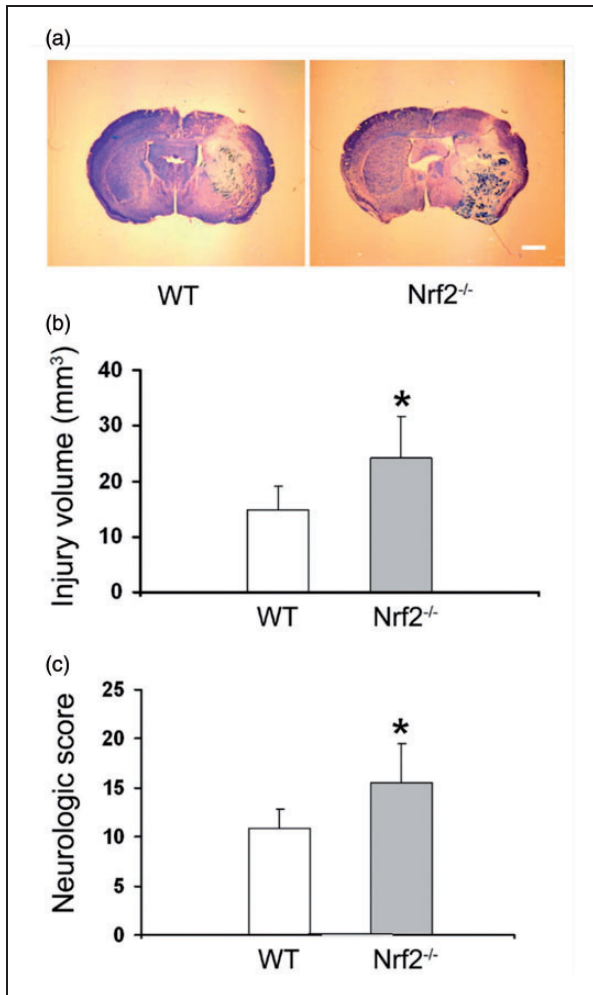 (a)
WT Nrf2⁻/⁻
(b)
Injury volume (mm³)
40
30
20
10
0
*
WT Nrf2⁻/⁻
(c)
Neurologic score
25
20
15
10
5
0
*
WT Nrf2⁻/⁻